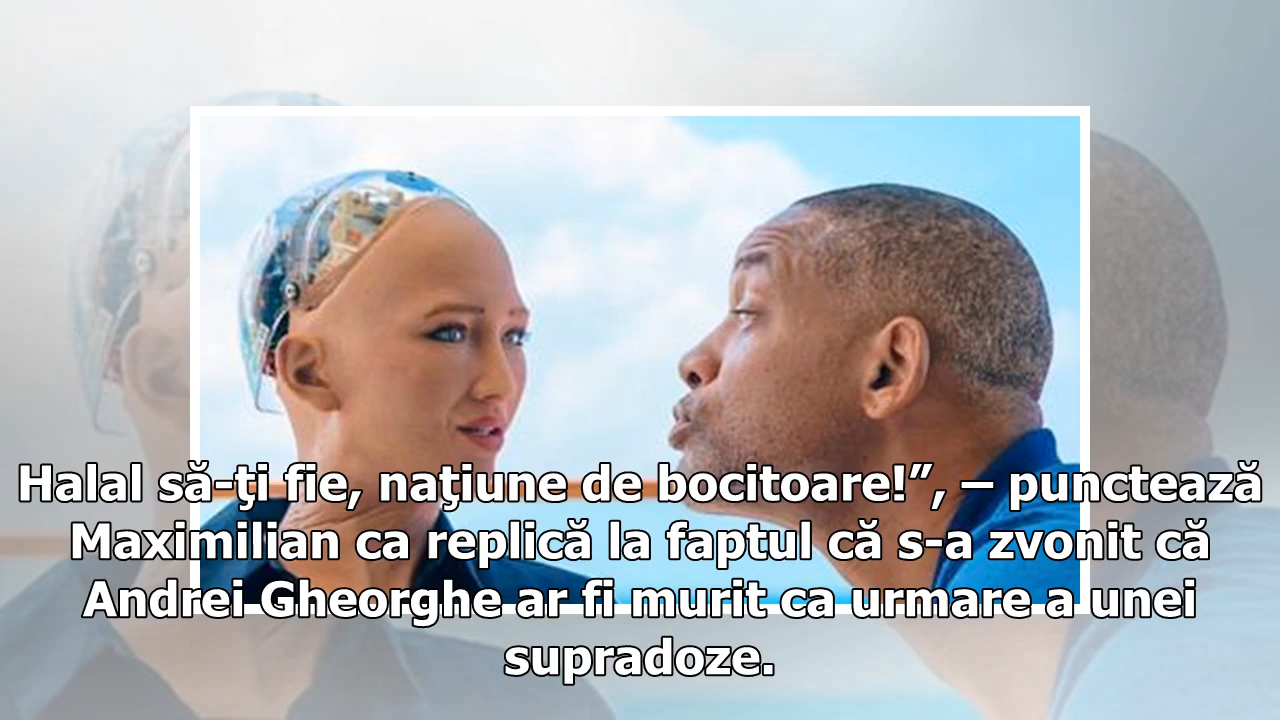 Halal să-ţi fie, naţiune de bocitoare!”, – punctează
Maximilian ca replică la faptul că s-a zvonit că
Andrei Gheorghe ar fi murit ca urmare a unei
supradoze.